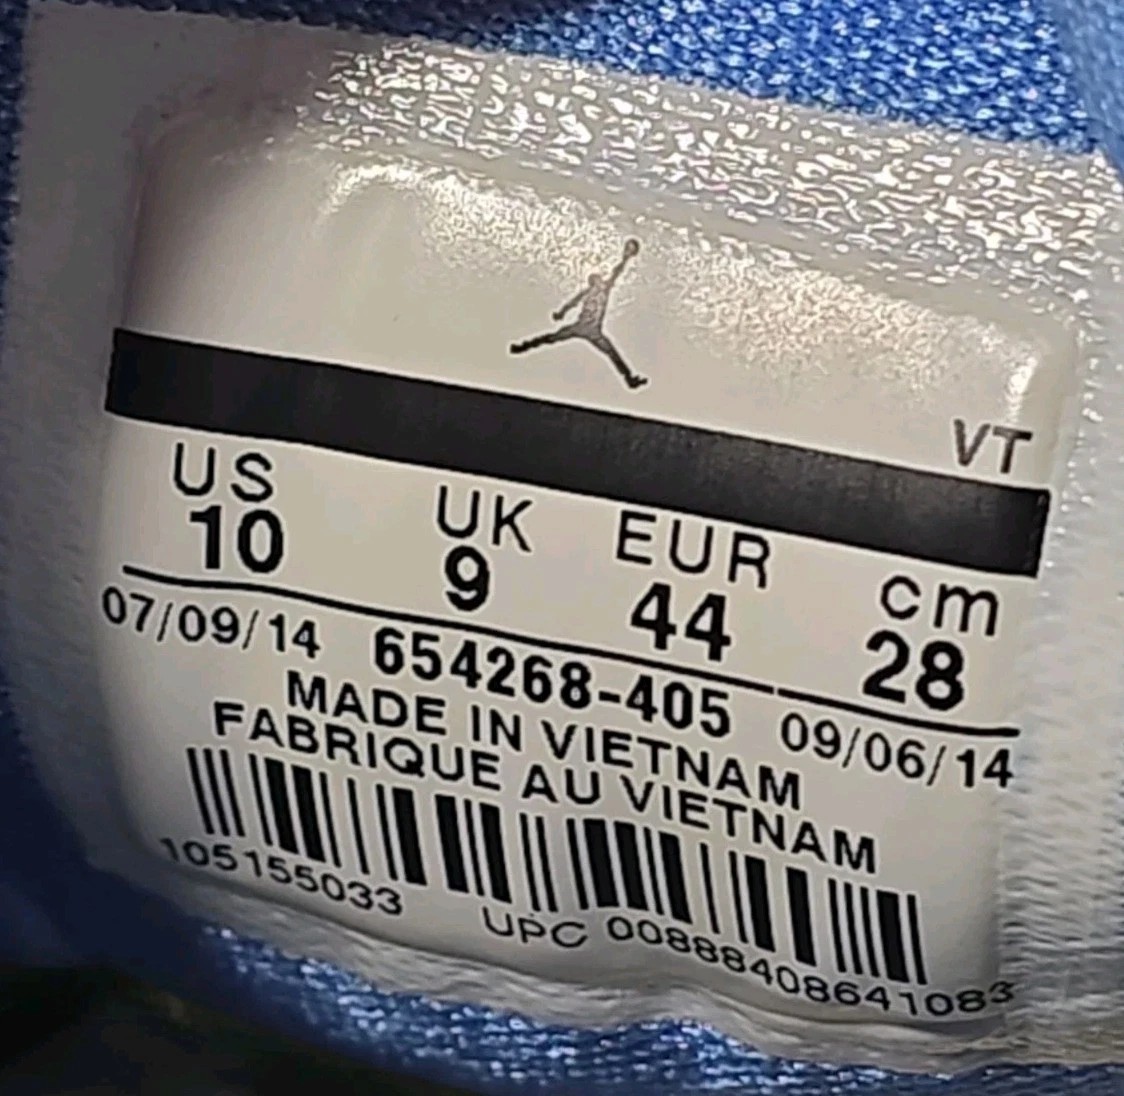 VT
US UK EUR cm
10 9 44 28
07/09/14 654268-405 09/06/14
MADE IN VIETNAM
FABRIQUE AU VIETNAM
105155033 UPC 00888408641083